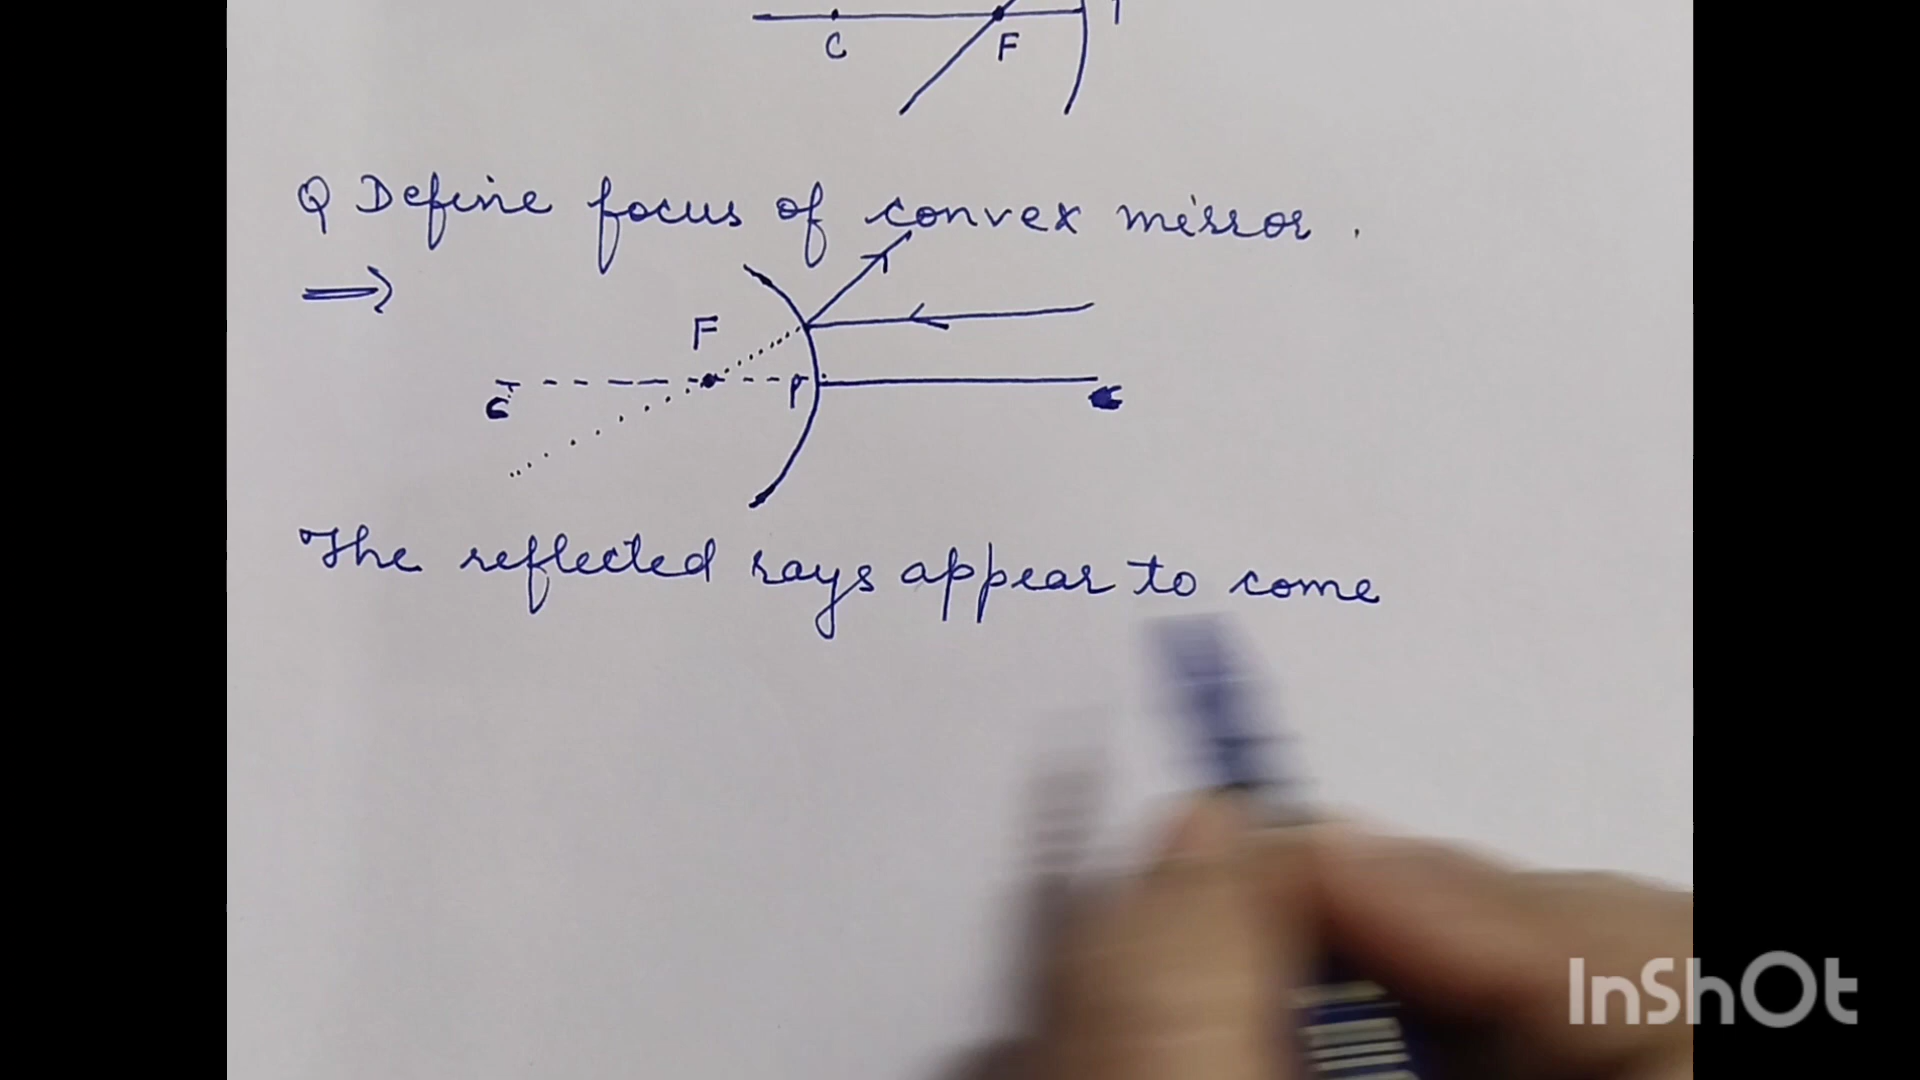 C F
Q Define focus of convex mirror.
⇒
F
C P
The reflected rays appear to come
InShOt